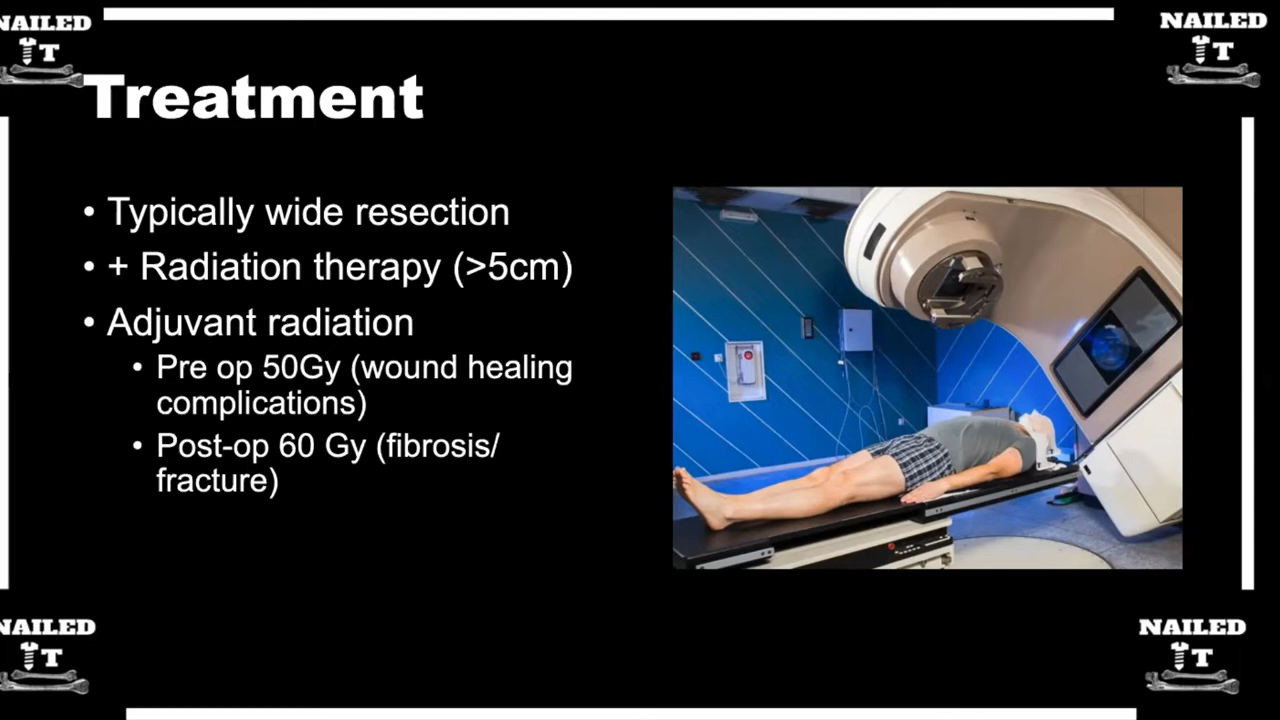 NAILED
IT
NAILED
IT
Treatment
• Typically wide resection
• + Radiation therapy (>5cm)
• Adjuvant radiation
• Pre op 50Gy (wound healing
complications)
• Post-op 60 Gy (fibrosis/
fracture)
NAILED
IT
NAILED
IT